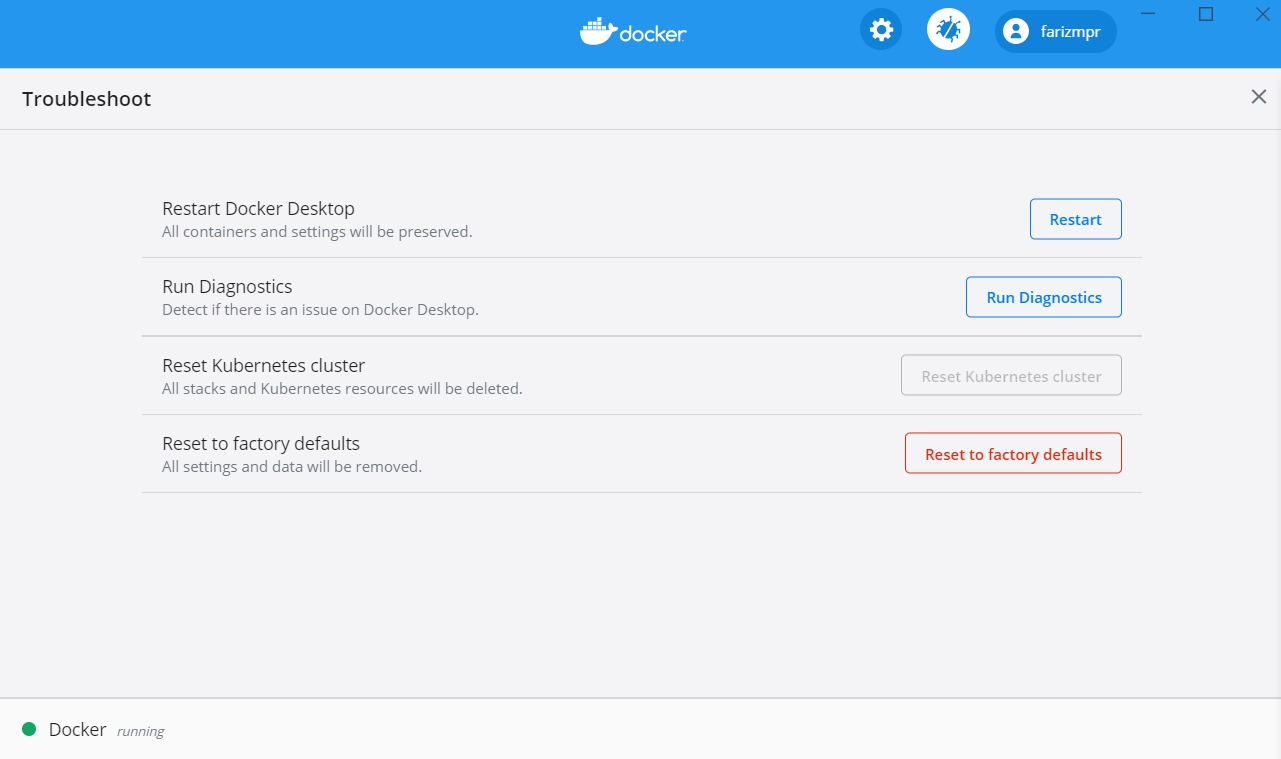 docker
farizmpr
Troubleshoot
Restart Docker Desktop
All containers and settings will be preserved.
Restart
Run Diagnostics
Detect if there is an issue on Docker Desktop.
Run Diagnostics
Reset Kubernetes cluster
All stacks and Kubernetes resources will be deleted.
Reset Kubernetes cluster
Reset to factory defaults
All settings and data will be removed.
Reset to factory defaults
Docker running